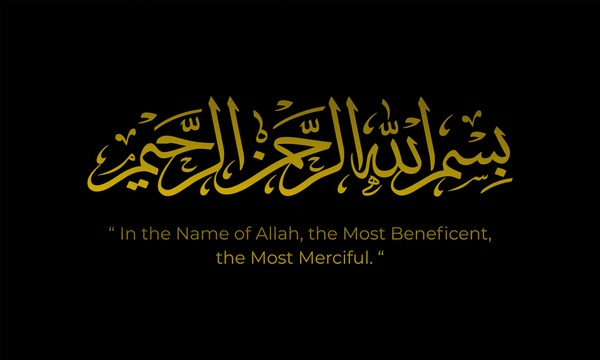 بسم الله الرحمن الرحيم
“ In the Name of Allah, the Most Beneficent,
the Most Merciful. “